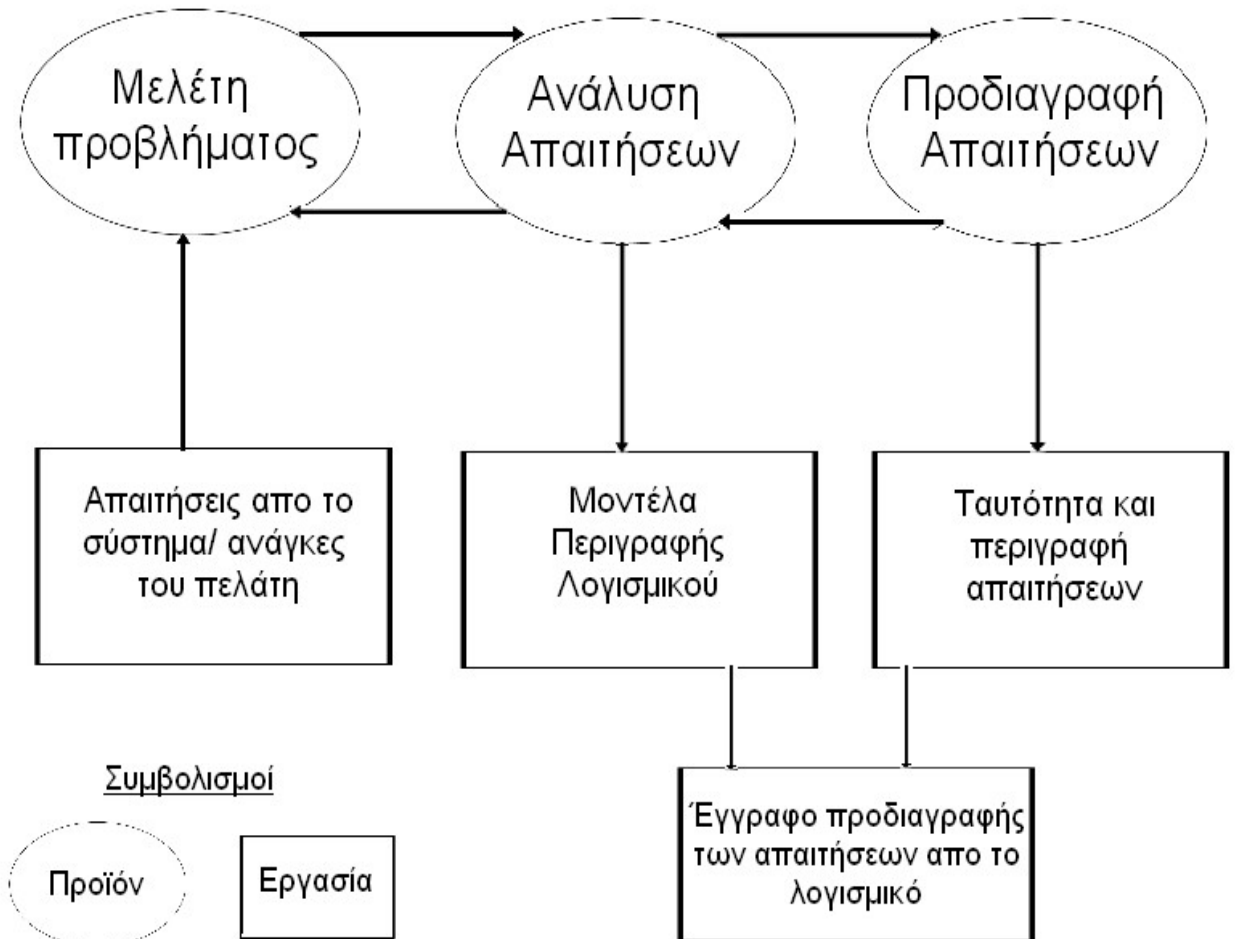 Μελέτη
προβλήματος
Ανάλυση
Απαιτήσεων
Προδιαγραφή
Απαιτήσεων
Απαιτήσεις απο το
σύστημα/ ανάγκες
του πελάτη
Μοντέλα
Περιγραφής
Λογισμικού
Ταυτότητα και
περιγραφή
απαιτήσεων
Συμβολισμοί
Προϊόν
Εργασία
Έγγραφο προδιαγραφής
των απαιτήσεων απο το
λογισμικό